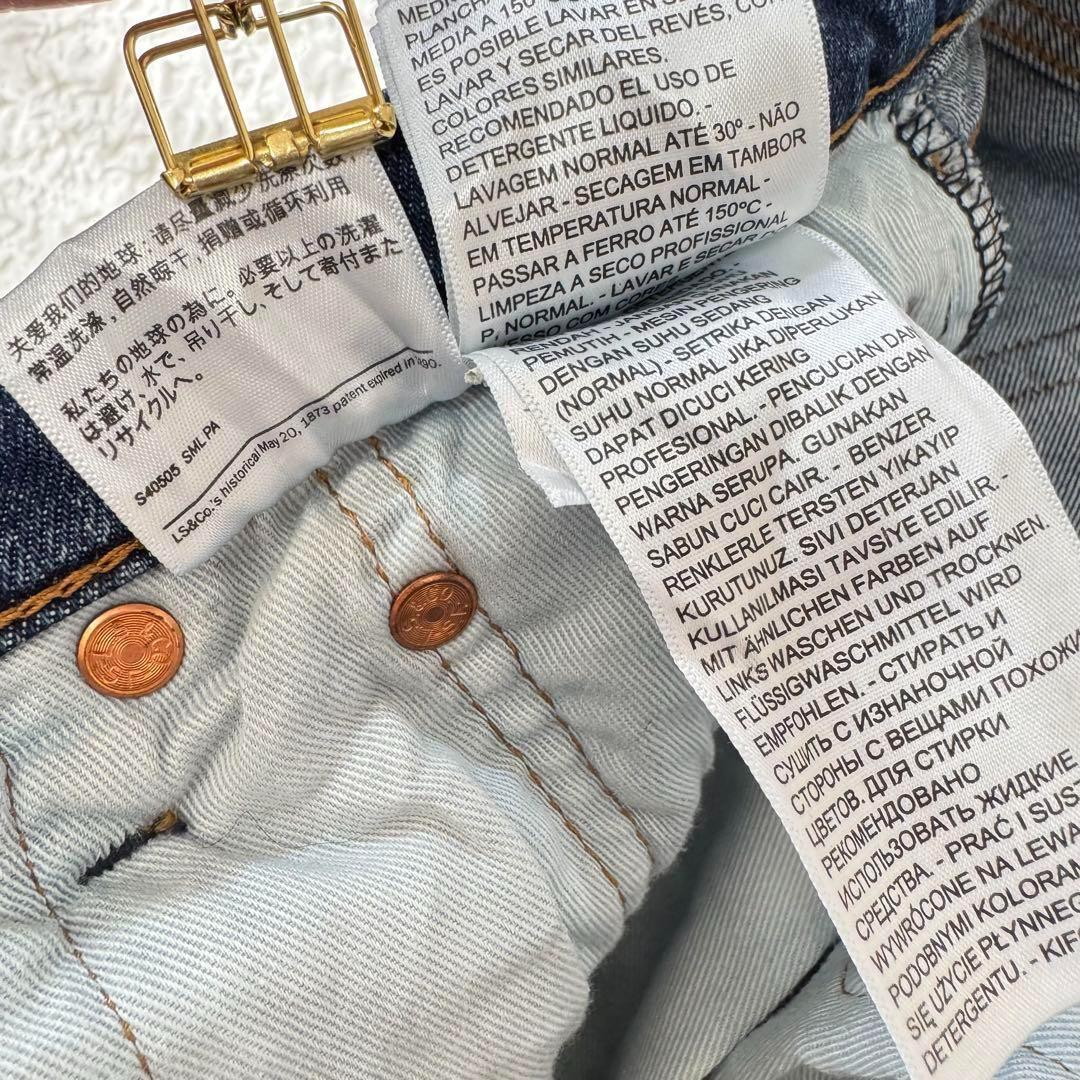 关爱我们的地球:请尽量减少洗涤次数
常温洗涤,自然晾干,捐赠或循环利用
私たちの地球の為に。必要以上の洗濯
は避け、水で、吊り干し、そして寄付また
リサイクルへ。
S40505 SML PA
LS&Co.'s historical May 20, 1873 patent expired in 1890.
MEDIA A 150°
ES POSIBLE LAVAR EN
LAVAR Y SECAR DEL REVÉS, CON
COLORES SIMILARES.
RECOMENDADO EL USO DE
DETERGENTE LIQUIDO. -
LAVAGEM NORMAL ATÉ 30º - NÃO
ALVEJAR - SECAGEM EM TAMBOR
EM TEMPERATURA NORMAL -
PASSAR A FERRO ATÉ 150ºC -
LIMPEZA A SECO PROFISSIONAL
P, NORMAL. - LAVAR E SECAR DO
COM
PEMUTIH - MESIN PENGERING
DENGAN SUHU SEDANG
(NORMAL) - SETRIKA DENGAN
SUHU NORMAL JIKA DIPERLUKAN
DAPAT DICUCI KERING
PROFESIONAL. - PENCUCIAN DAN
PENGERINGAN DIBALIK DENGAN
WARNA SERUPA. GUNAKAN
SABUN CUCI CAIR. - BENZER
RENKLERLE TERSTEN YIKAYIP
KURUTUNUZ. SIVI DETERJAN
KULLANILMASI TAVSİYE EDİLİR. -
MIT ÄHNLICHEN FARBEN AUF
LINKS WASCHEN UND TROCKNEN.
FLÜSSIGWASCHMITTEL WIRD
EMPFOHLEN. - СТИРАТЬ И
СУШИТЬ С ИЗНАНОЧНОЙ
СТОРОНЫ С ВЕЩАМИ ПОХОЖИ
ЦВЕТОВ. ДЛЯ СТИРКИ
РЕКОМЕНДОВАНО
ИСПОЛЬЗОВАТЬ ЖИДКИЕ
СРЕДСТВА. - PRAĆ I SUSZ
WYWRÓCONE NA LEWĄ
PODOBNYMI KOLORAM
SIĘ UŻYCIE PŁYNNEG
DETERGENTU. - KIF